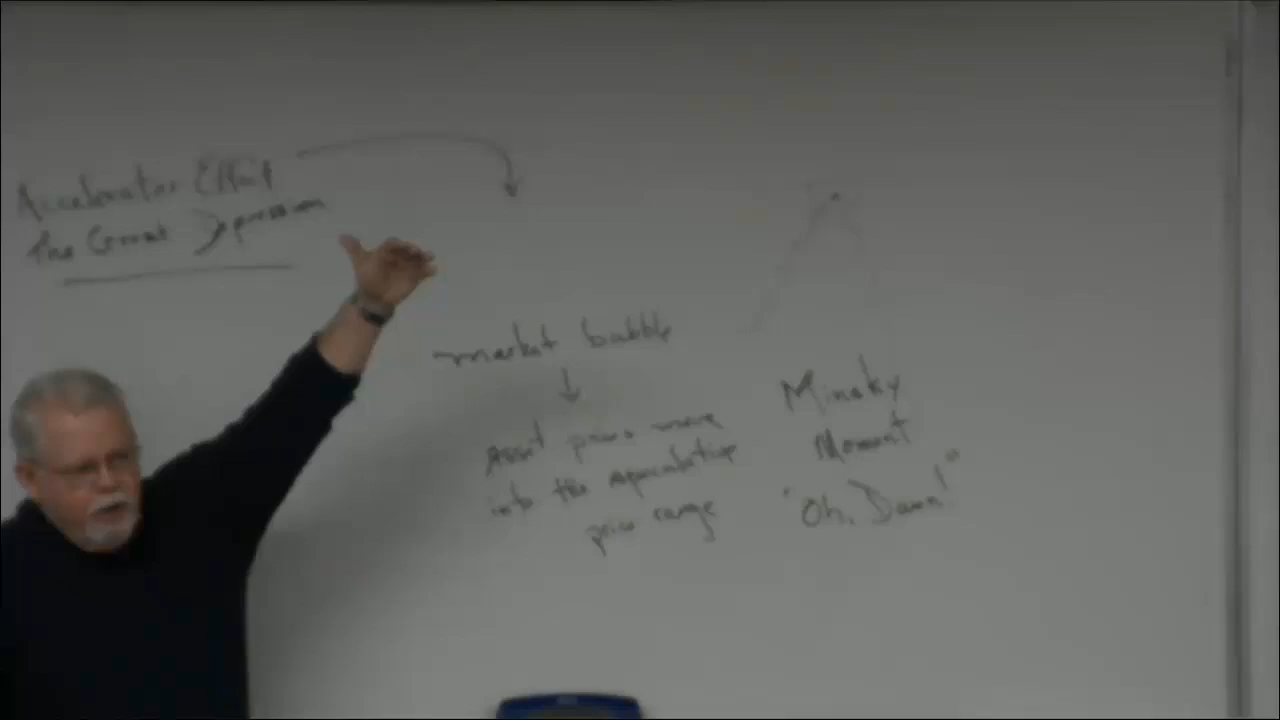 Accelerator Effect
The Great Depression
market bubble
Asset prices move
into the speculative
price range
Minsky
Moment
"Oh, Damn!"